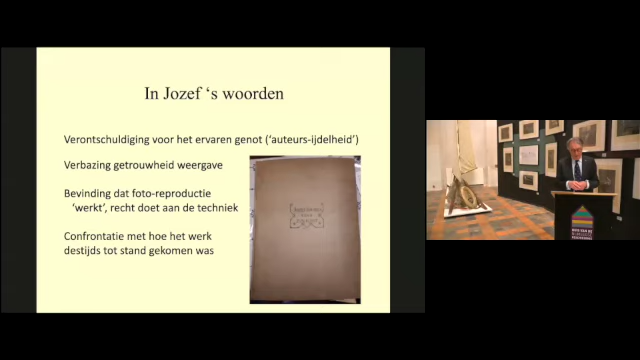 In Jozef ‘s woorden
Verontschuldiging voor het ervaren genot (‘auteurs-ijdelheid’)
Verbazing getrouwheid weergave
Bevinding dat foto-reproductie
‘werkt’, recht doet aan de techniek
Confrontatie met hoe het werk
destijds tot stand gekomen was